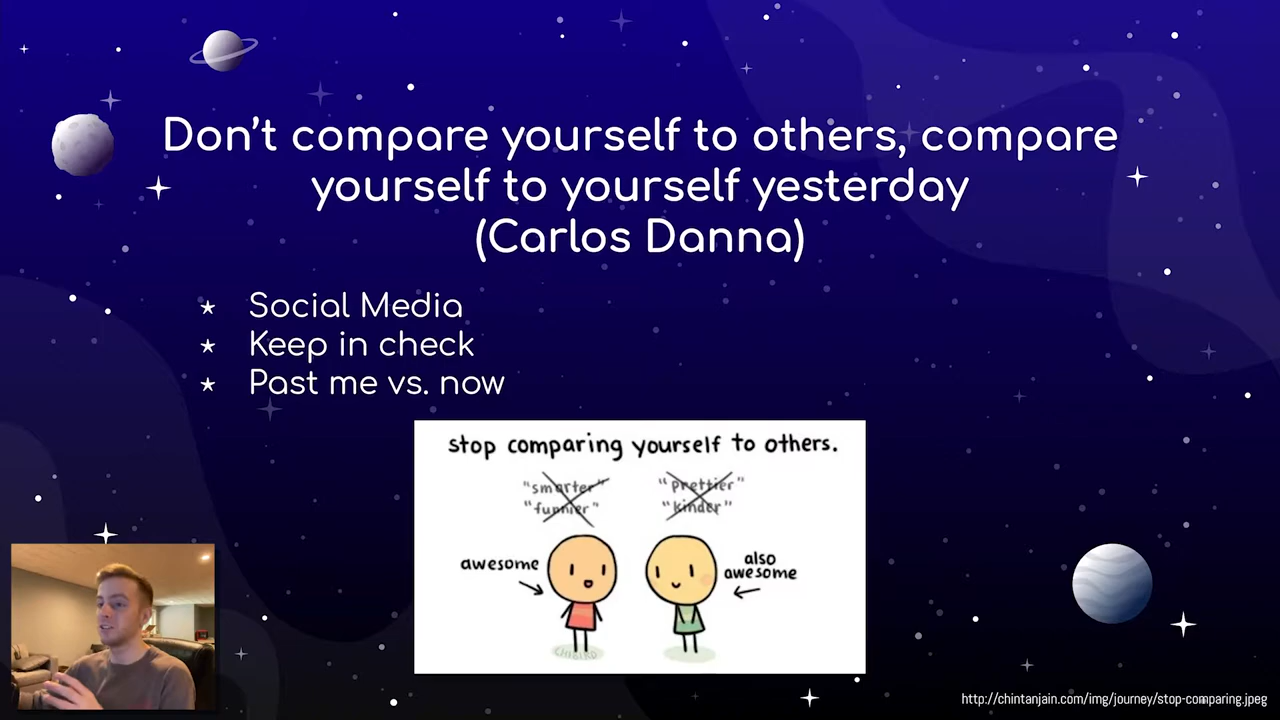 Don't compare yourself to others, compare
yourself to yourself yesterday
(Carlos Danna)
Social Media
Keep in check
Past me vs. now
stop comparing yourself to others.
"smarter"
"funnier"
"prettier"
"kinder"
awesome
also
awesome
CHIBIRD
http://chintanjain.com/img/journey/stop-comparing.jpeg